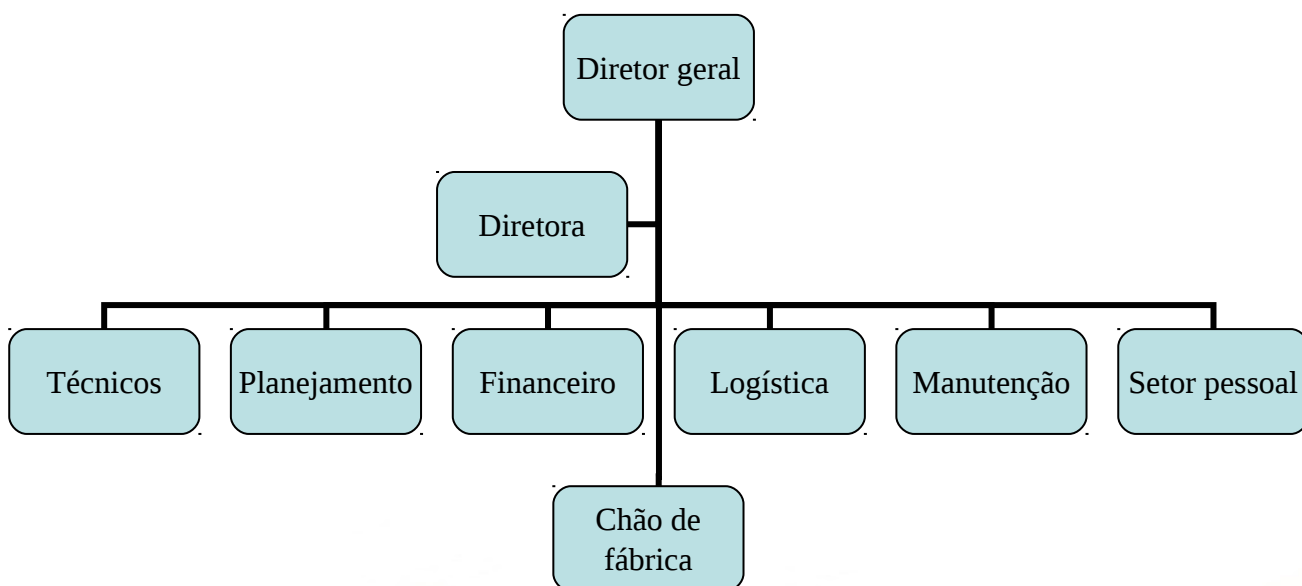 Diretor geral
Diretora
Técnicos
Planejamento
Financeiro
Logística
Manutenção
Setor pessoal
Chão de
fábrica